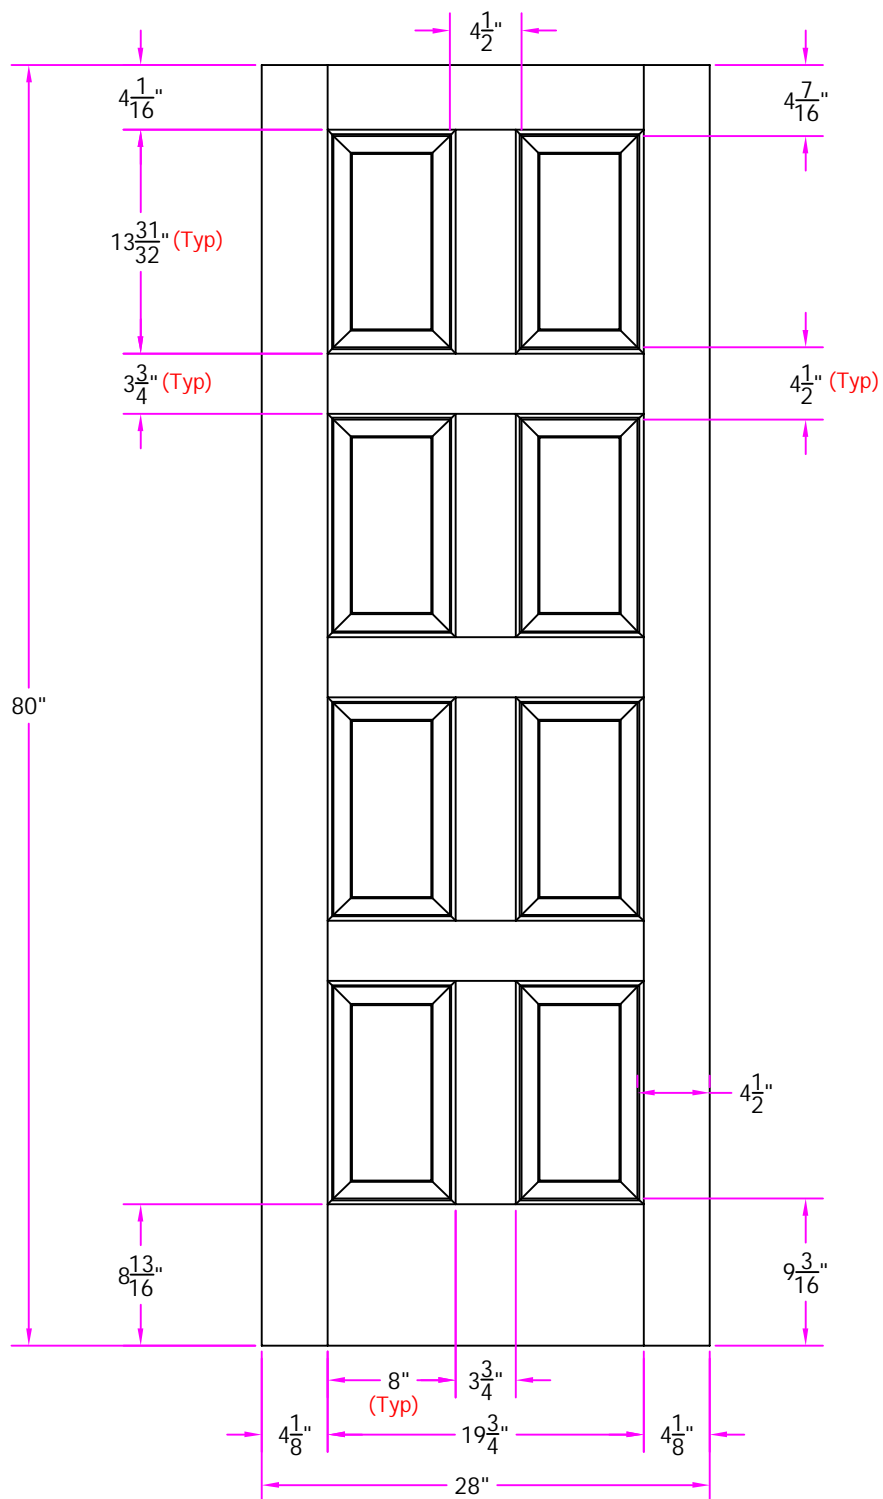 4 1/2"
4 1/16"
4 7/16"
13 31/32" (Typ)
3 3/4" (Typ)
4 1/2" (Typ)
80"
4 1/2"
8 13/16"
9 3/16"
8" 3 3/4"
(Typ)
4 1/8" 19 3/4" 4 1/8"
28"